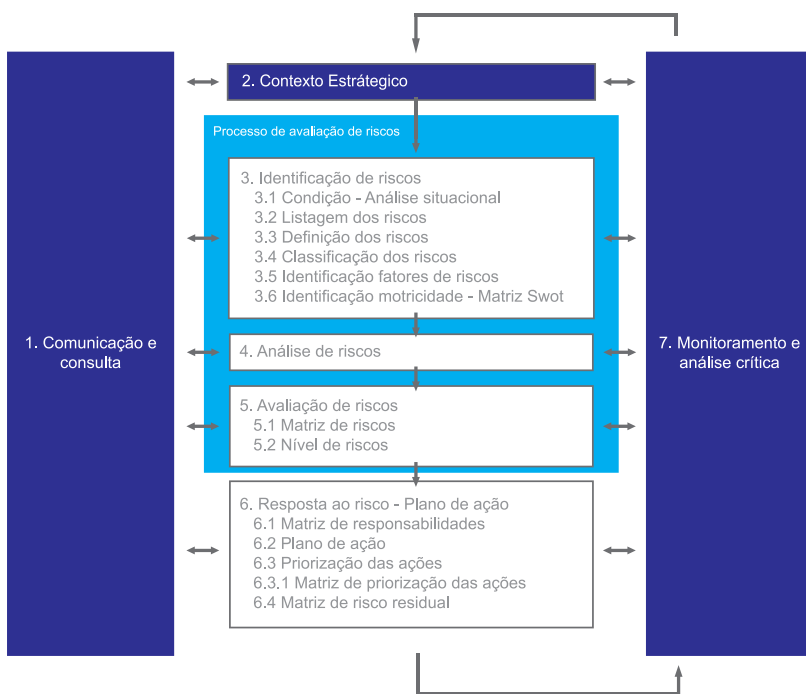 2. Contexto Estrátegico
Processo de avaliação de riscos
3. Identificação de riscos
3.1 Condição - Análise situacional
3.2 Listagem dos riscos
3.3 Definição dos riscos
3.4 Classificação dos riscos
3.5 Identificação fatores de riscos
3.6 Identificação motricidade - Matriz Swot
1. Comunicação e
consulta
4. Análise de riscos
7. Monitoramento e
análise crítica
5. Avaliação de riscos
5.1 Matriz de riscos
5.2 Nível de riscos
6. Resposta ao risco - Plano de ação
6.1 Matriz de responsabilidades
6.2 Plano de ação
6.3 Priorização das ações
6.3.1 Matriz de priorização das ações
6.4 Matriz de risco residual